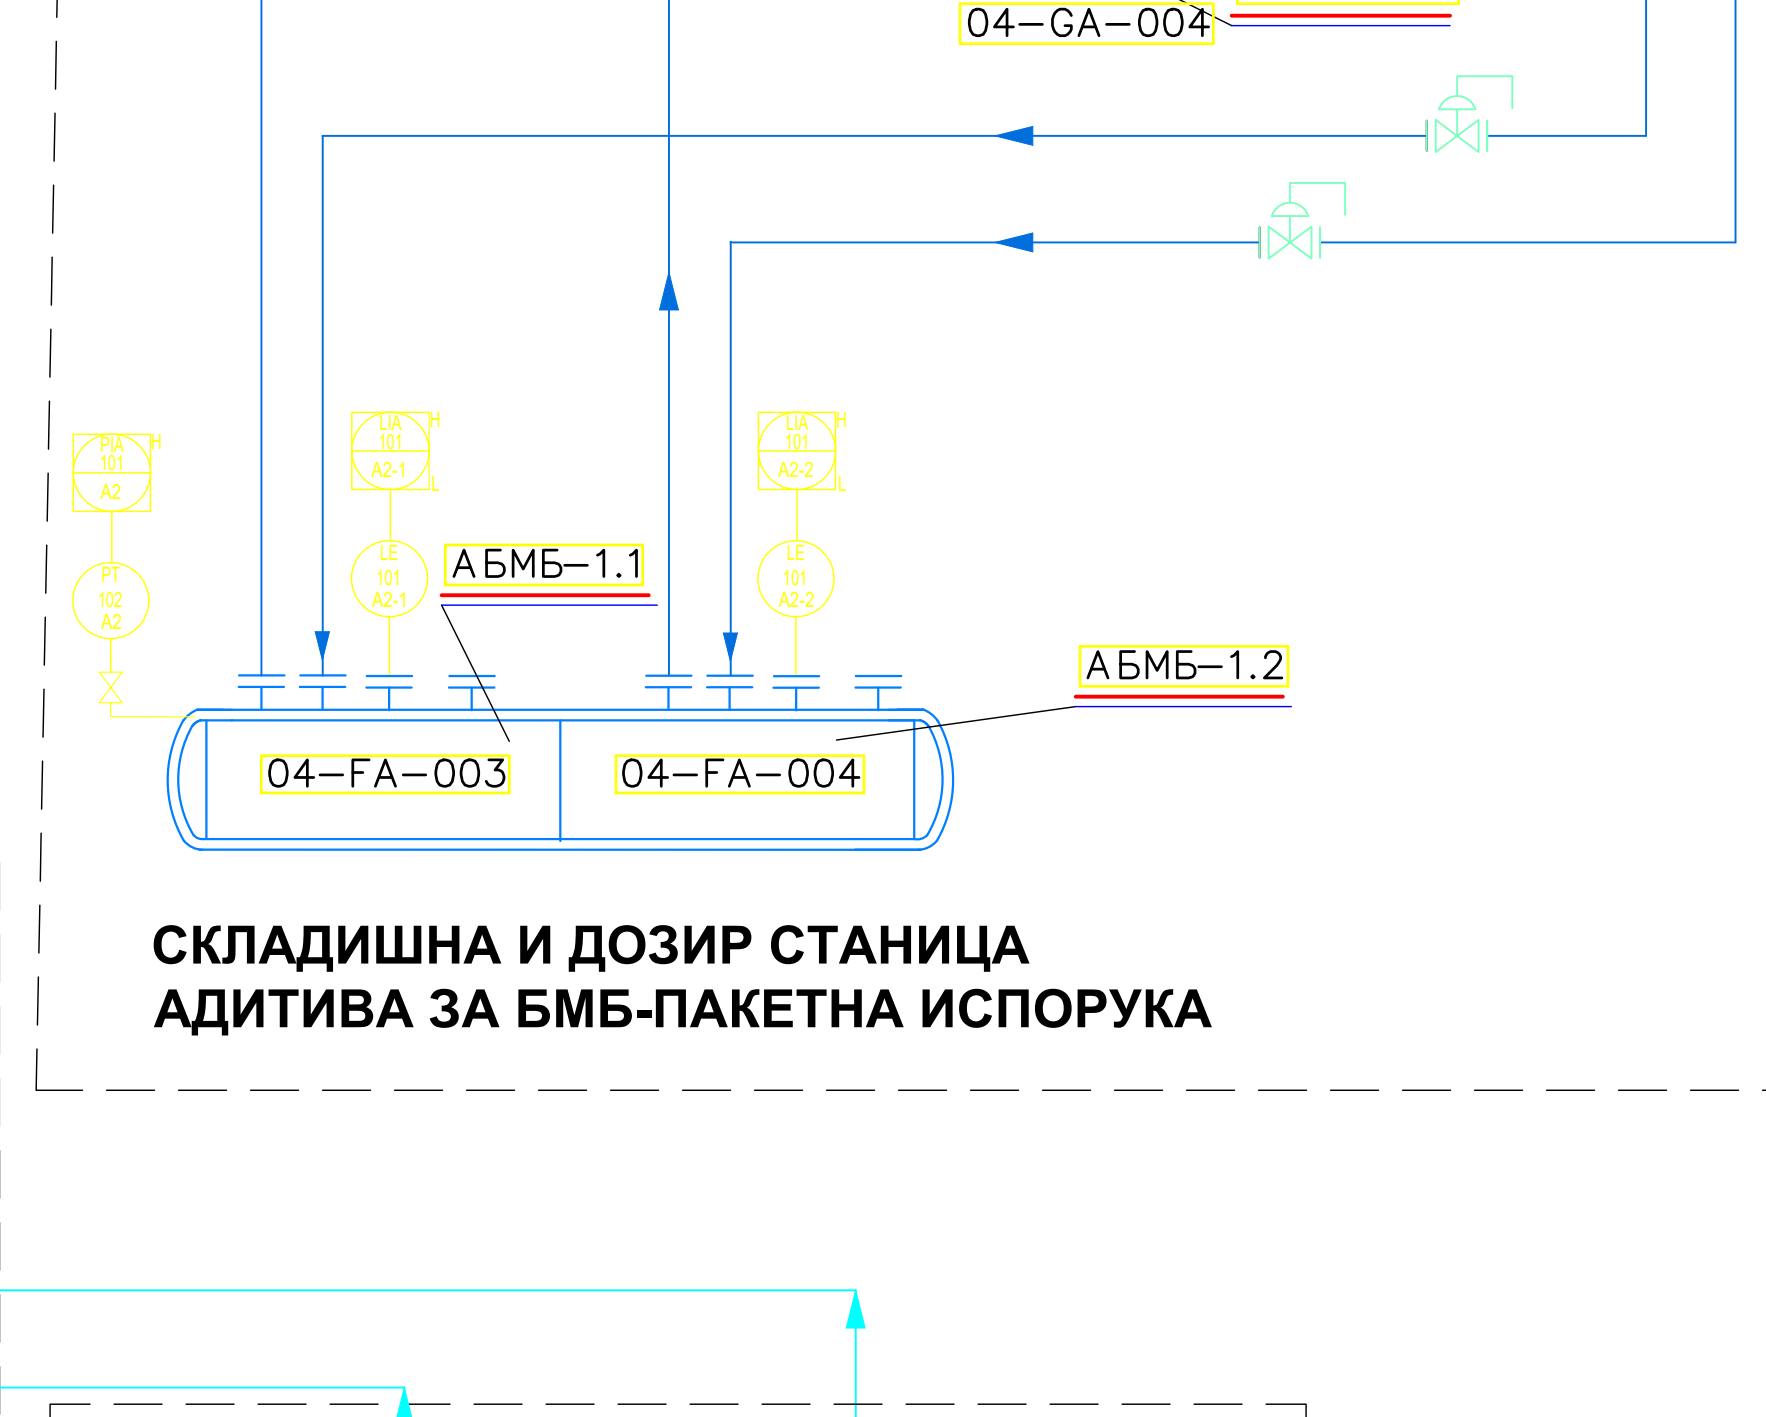 04-GA-004
LIA
101
A2-1
H
L
LIA
101
A2-2
H
L
PIA
101
A2
H
LE
101
A2-1
АБМБ-1.1
LE
101
A2-2
PT
102
A2
АБМБ-1.2
04-FA-003
04-FA-004
СКЛАДИШНА И ДОЗИР СТАНИЦА
АДИТИВА ЗА БМБ-ПАКЕТНА ИСПОРУКА